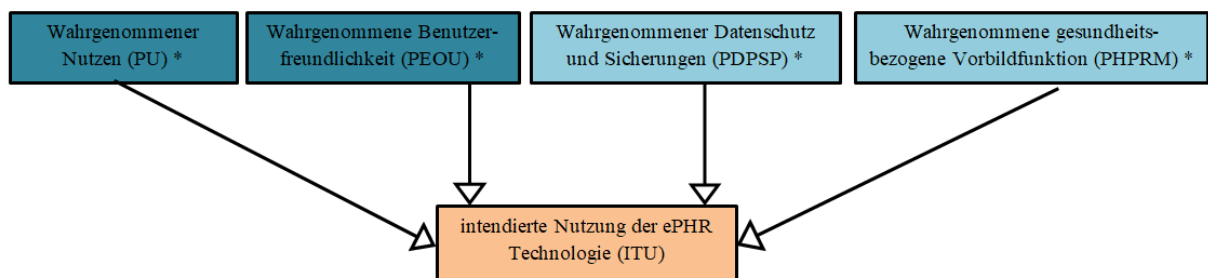 Wahrgenommener
Nutzen (PU) *
Wahrgenommene Benutzer-
freundlichkeit (PEOU) *
Wahrgenommener Datenschutz
und Sicherungen (PDPSP) *
Wahrgenommene gesundheits-
bezogene Vorbildfunktion (PHPRM) *
intendierte Nutzung der ePHR
Technologie (ITU)